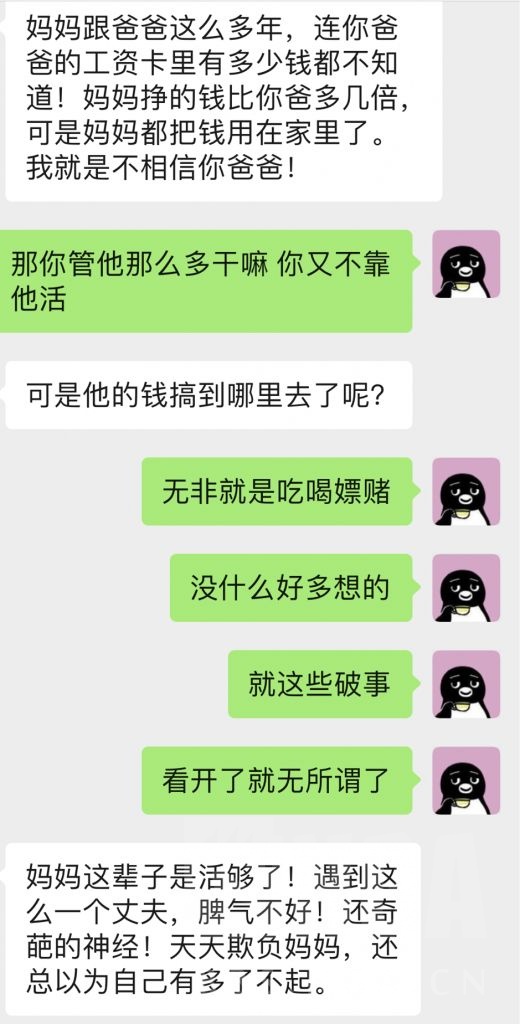 妈妈跟爸爸这么多年，连你爸
爸的工资卡里有多少钱都不知
道！妈妈挣的钱比你爸多几倍，
可是妈妈都把钱用在家里了。
我就是不相信你爸爸！
那你管他那么多干嘛 你又不靠
他活
可是他的钱搞到哪里去了呢？
无非就是吃喝嫖赌
没什么好多想的
就这些破事
看开了就无所谓了
妈妈这辈子是活够了！遇到这
么一个丈夫，脾气不好！还奇
葩的神经！天天欺负妈妈，还
总以为自己有多了不起。